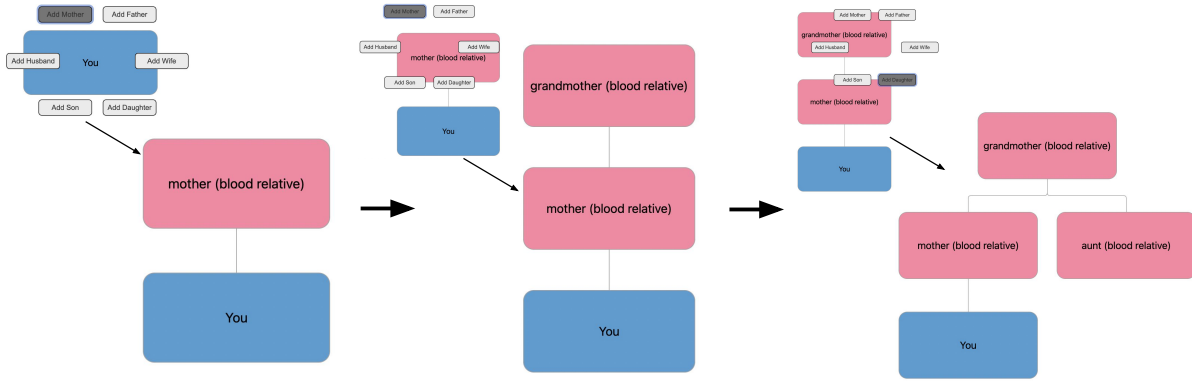 Add Mother
Add Father
Add Husband
You
Add Wife
Add Son
Add Daughter
mother (blood relative)
You
Add Mother
Add Father
Add Husband
Add Wife
mother (blood relative)
Add Son
Add Daughter
You
grandmother (blood relative)
mother (blood relative)
You
Add Mother
Add Father
grandmother (blood relative)
Add Husband
Add Wife
Add Son
Add Daughter
mother (blood relative)
You
grandmother (blood relative)
mother (blood relative)
aunt (blood relative)
You